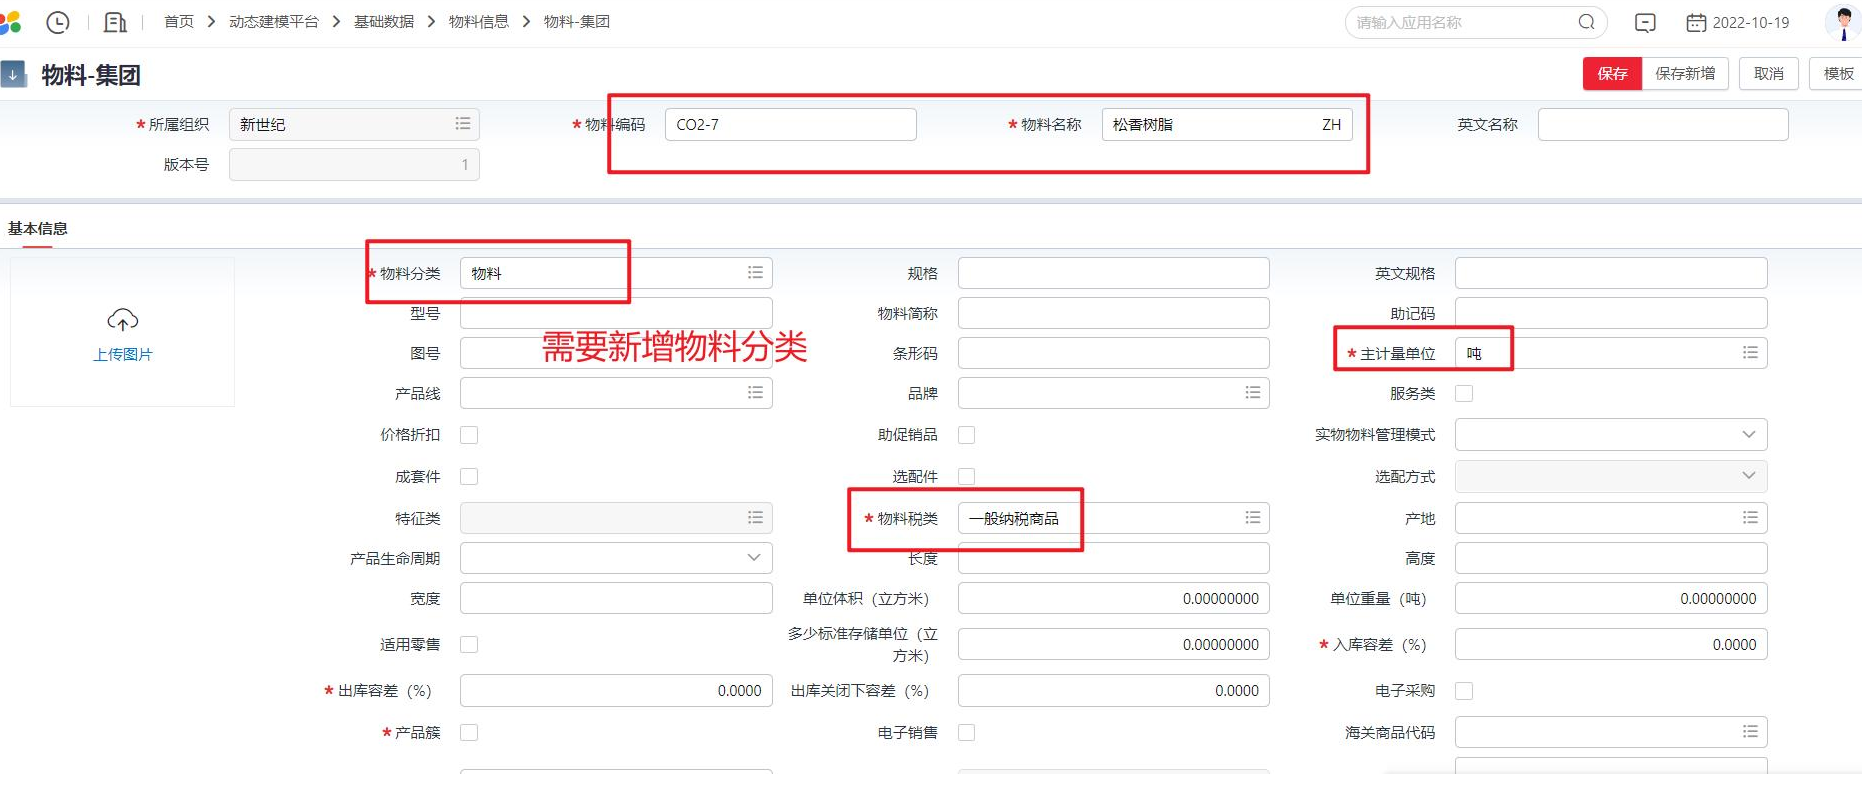 首页 > 动态建模平台 > 基础数据 > 物料信息 > 物料-集团
请输入应用名称
2022-10-19
物料-集团
保存 保存新增 取消 模板
*所属组织 新世纪 *物料编码 CO2-7 *物料名称 松香树脂 ZH 英文名称
版本号 1
基本信息
上传图片
*物料分类 物料 规格 英文规格
型号 物料简称 助记码
需要新增物料分类
图号 条形码 *主计量单位 吨
产品线 品牌 服务类
价格折扣 助促销品 实物物料管理模式
成套件 选配件 选配方式
特征类 *物料税类 一般纳税商品 产地
产品生命周期 长度 高度
宽度 单位体积（立方米） 0.00000000 单位重量（吨） 0.00000000
适用零售 多少标准存储单位（立
方米） 0.00000000 *入库容差（%） 0.0000
*出库容差（%） 0.0000 出库关闭下容差（%） 0.0000 电子采购
*产品簇 电子销售 海关商品代码